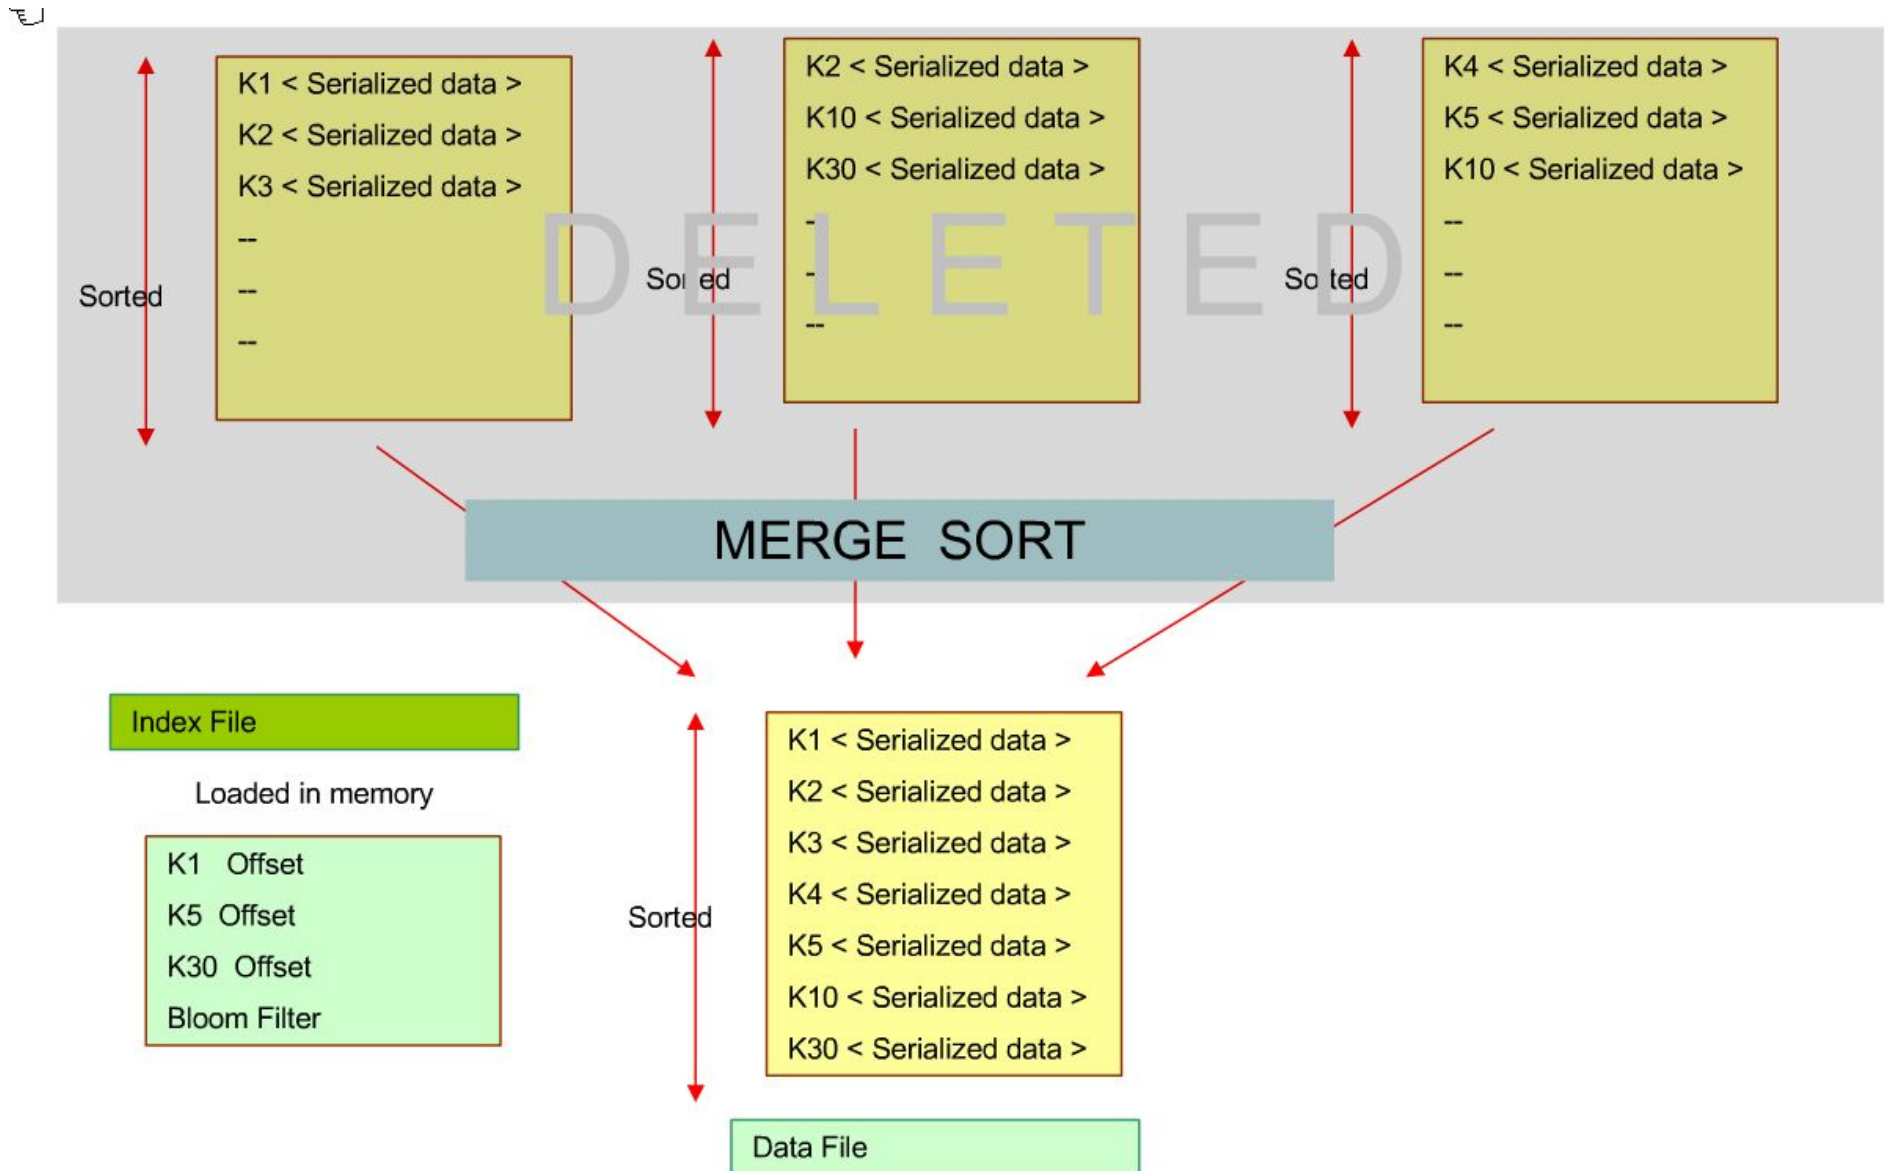 K1 < Serialized data >
K2 < Serialized data >
K3 < Serialized data >
--
--
--
Sorted
K2 < Serialized data >
K10 < Serialized data >
K30 < Serialized data >
--
--
--
Sorted
K4 < Serialized data >
K5 < Serialized data >
K10 < Serialized data >
--
--
--
Sorted
D E L E T E D
MERGE SORT
Index File
Loaded in memory
K1 Offset
K5 Offset
K30 Offset
Bloom Filter
Sorted
K1 < Serialized data >
K2 < Serialized data >
K3 < Serialized data >
K4 < Serialized data >
K5 < Serialized data >
K10 < Serialized data >
K30 < Serialized data >
Data File